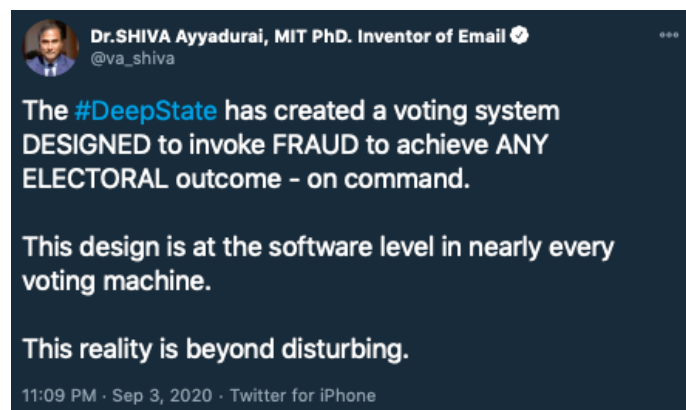 Dr.SHIVA Ayyadurai, MIT PhD. Inventor of Email
@va_shiva
The #DeepState has created a voting system
DESIGNED to invoke FRAUD to achieve ANY
ELECTORAL outcome - on command.
This design is at the software level in nearly every
voting machine.
This reality is beyond disturbing.
11:09 PM · Sep 3, 2020 · Twitter for iPhone